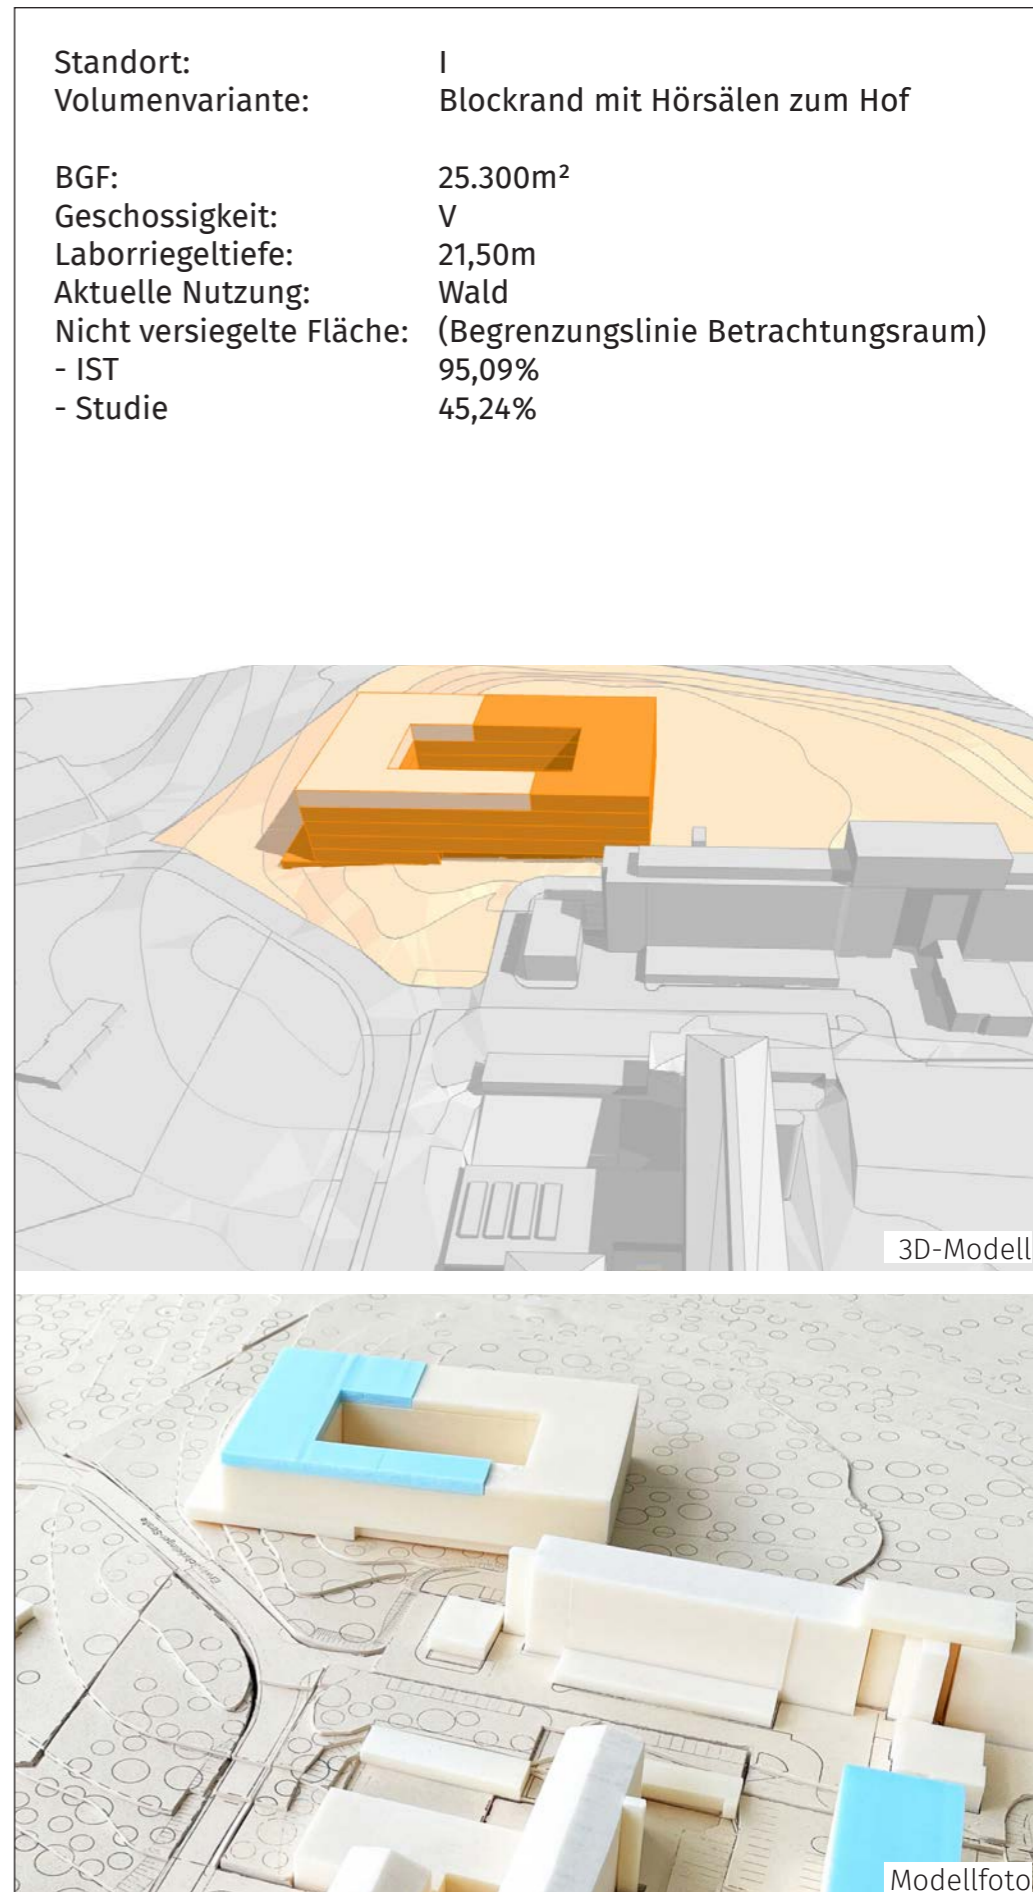 Standort: I
Volumenvariante: Blockrand mit Hörsälen zum Hof
BGF: 25.300m²
Geschossigkeit: V
Laborriegeltiefe: 21,50m
Aktuelle Nutzung: Wald
Nicht versiegelte Fläche: (Begrenzungslinie Betrachtungsraum)
- IST 95,09%
- Studie 45,24%
3D-Modell
Modellfoto